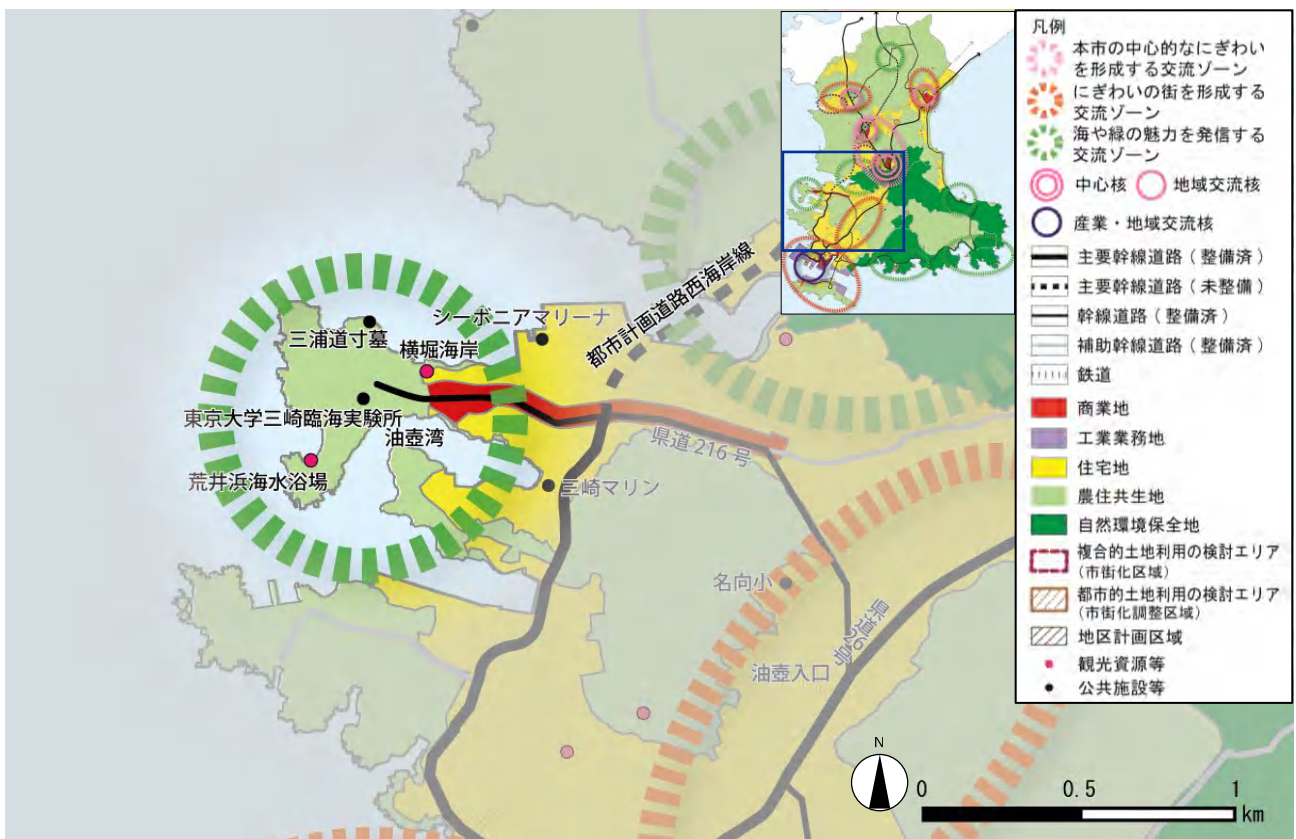 シーボニアマリーナ
都市計画道路西海岸線
三浦道寸墓
横堀海岸
東京大学三崎臨海実験所
油壺湾
県道216号
荒井浜海水浴場
三崎マリン
名向小
県道26号
油壺入口
N
0 0.5 1
km
凡例
本市の中心的なにぎわい
を形成する交流ゾーン
にぎわいの街を形成する
交流ゾーン
海や緑の魅力を発信する
交流ゾーン
中心核 地域交流核
産業・地域交流核
主要幹線道路(整備済)
主要幹線道路(未整備)
幹線道路(整備済)
補助幹線道路(整備済)
鉄道
商業地
工業業務地
住宅地
農住共生地
自然環境保全地
複合的土地利用の検討エリア
(市街化区域)
都市的土地利用の検討エリア
(市街化調整区域)
地区計画区域
観光資源等
公共施設等